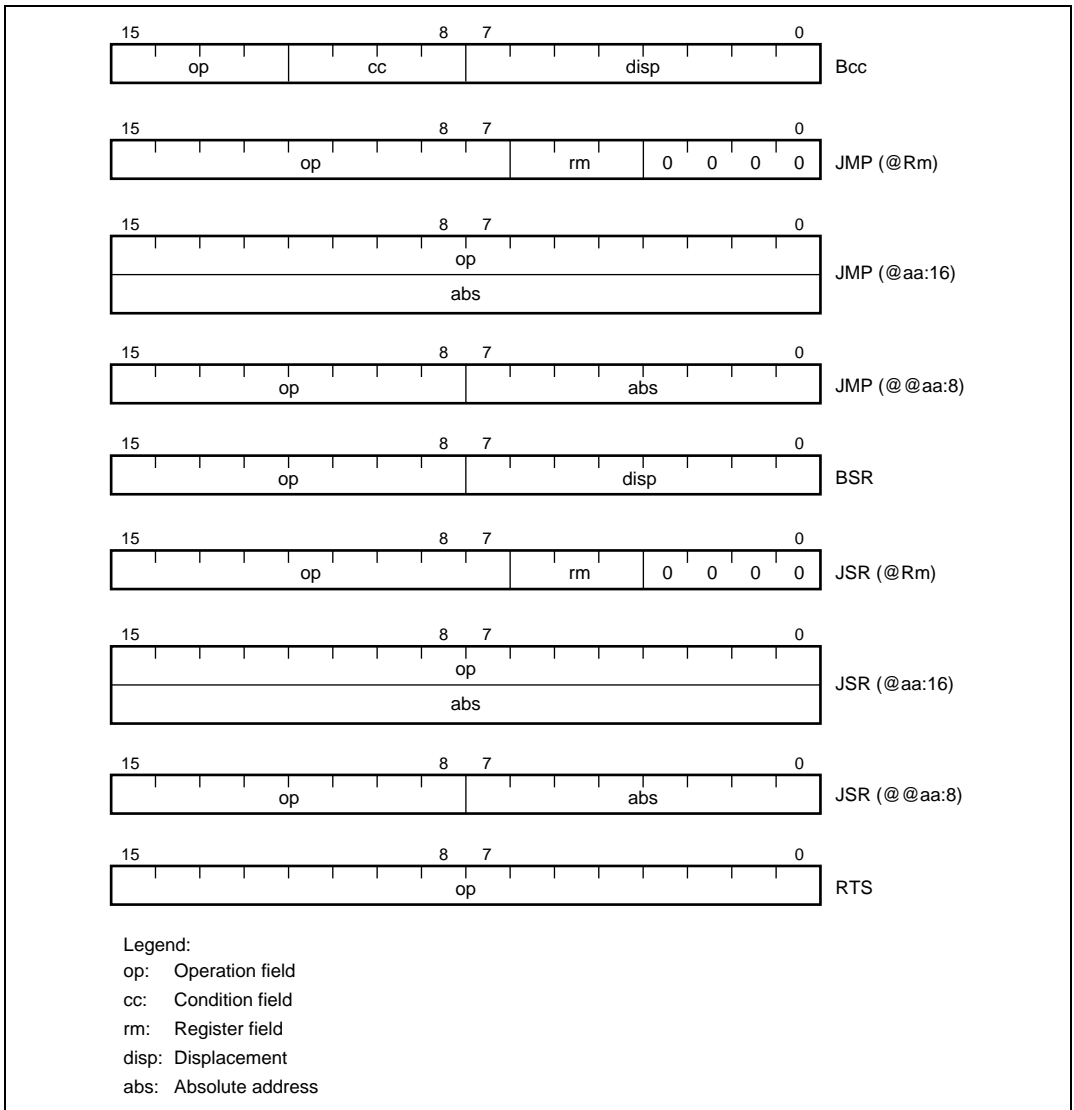 15 8 7 0
op cc disp Bcc
15 8 7 0
op rm 0 0 0 0 JMP (@Rm)
15 8 7 0
op
JMP (@aa:16)
abs
15 8 7 0
op abs JMP (@@aa:8)
15 8 7 0
op disp BSR
15 8 7 0
op rm 0 0 0 0 JSR (@Rm)
15 8 7 0
op
JSR (@aa:16)
abs
15 8 7 0
op abs JSR (@@aa:8)
15 8 7 0
op RTS
Legend:
op: Operation field
cc: Condition field
rm: Register field
disp: Displacement
abs: Absolute address